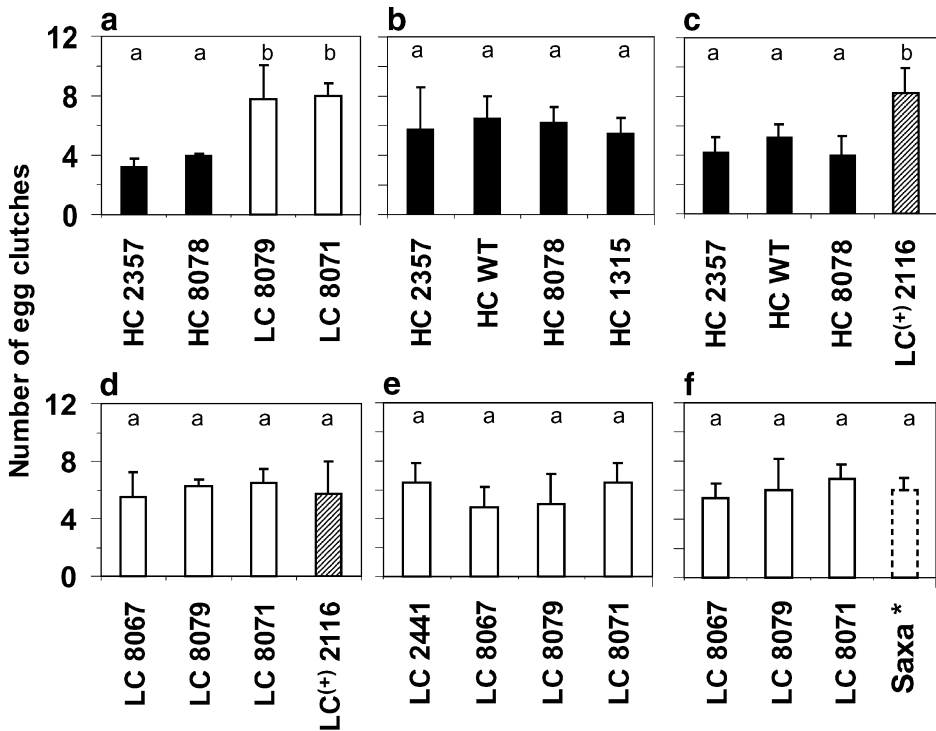 a b c
12 a a b b a a a a a a a b
8
4
0
HC 2357 HC 8078 LC 8079 LC 8071 HC 2357 HC WT HC 8078 HC 1315 HC 2357 HC WT HC 8078 LC(+) 2116
Number of egg clutches
d e f
12 a a a a a a a a a a a a
8
4
0
LC 8067 LC 8079 LC 8071 LC(+) 2116 LC 2441 LC 8067 LC 8079 LC 8071 LC 8067 LC 8079 LC 8071 Saxa *